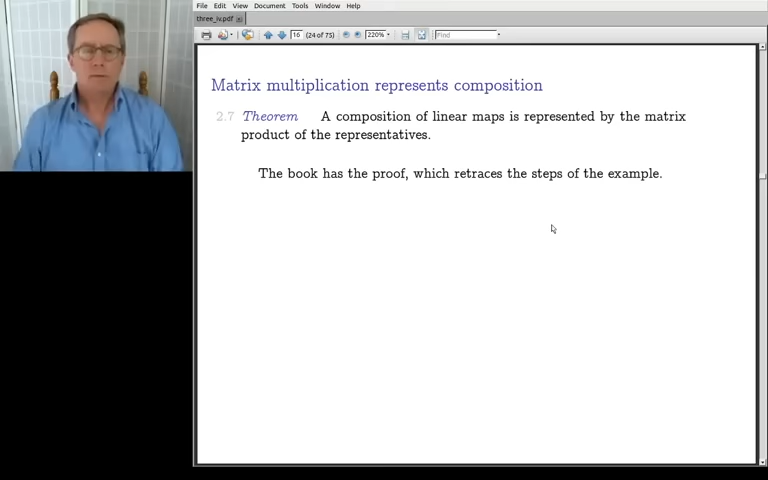 File Edit View Document Tools Window Help
three_iv.pdf
16 (24 of 75) 220% Find
Matrix multiplication represents composition
2.7 Theorem A composition of linear maps is represented by the matrix
product of the representatives.
The book has the proof, which retraces the steps of the example.